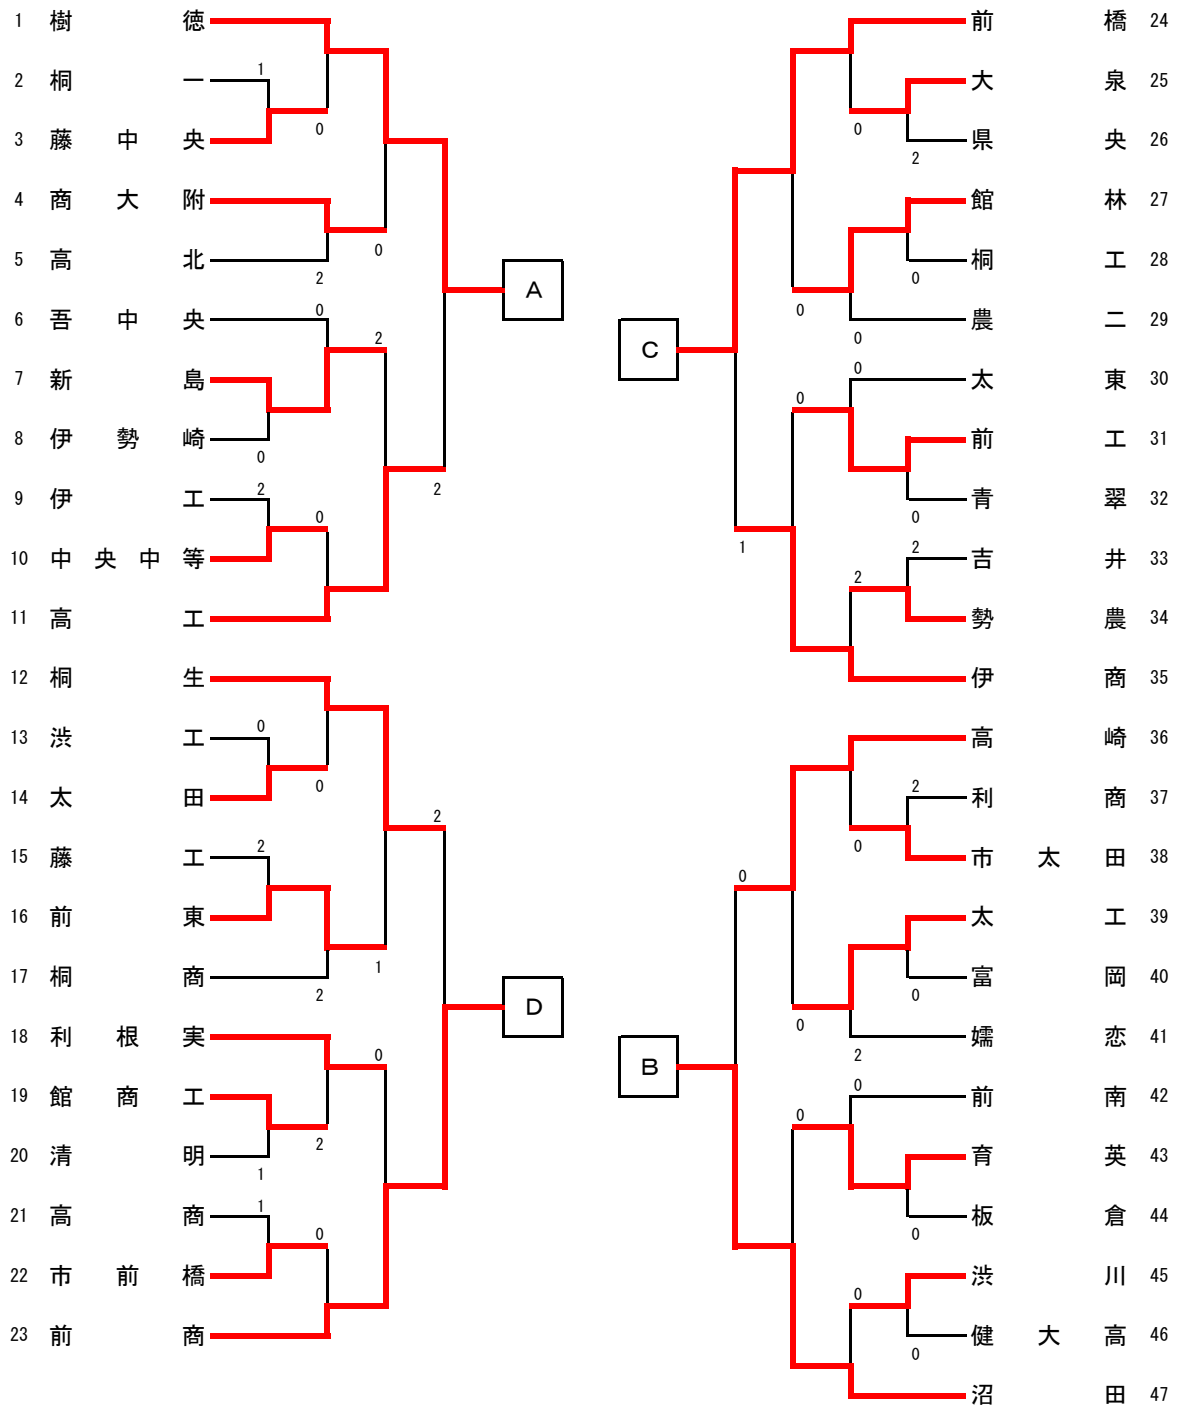 1 樹徳
2 桐一 1
3 藤中央 0
4 商大附
5 高北 2
0
A
6 吾中央 0
2
7 新島
8 伊勢崎 0
9 伊工 2
0
2
10 中央中等
11 高工
12 桐生
13 渋工 0
14 太田 0
2
15 藤工 2
16 前東
1
17 桐商 2
D
18 利根実
0
19 館商工
2
20 清明 1
21 高商 1
0
22 市前橋
23 前商
前橋 24
大泉 25
0
県央 26
2
館林 27
桐工 28
0
0
農二 29
0
C
太東 30
0
0
前工 31
青翠 32
0
1
吉井 33
2
2
勢農 34
伊商 35
高崎 36
利商 37
2
0
市太田 38
0
太工 39
富岡 40
0
0
嬬恋 41
2
B
前南 42
0
0
育英 43
板倉 44
0
渋川 45
0
健大高 46
0
沼田 47